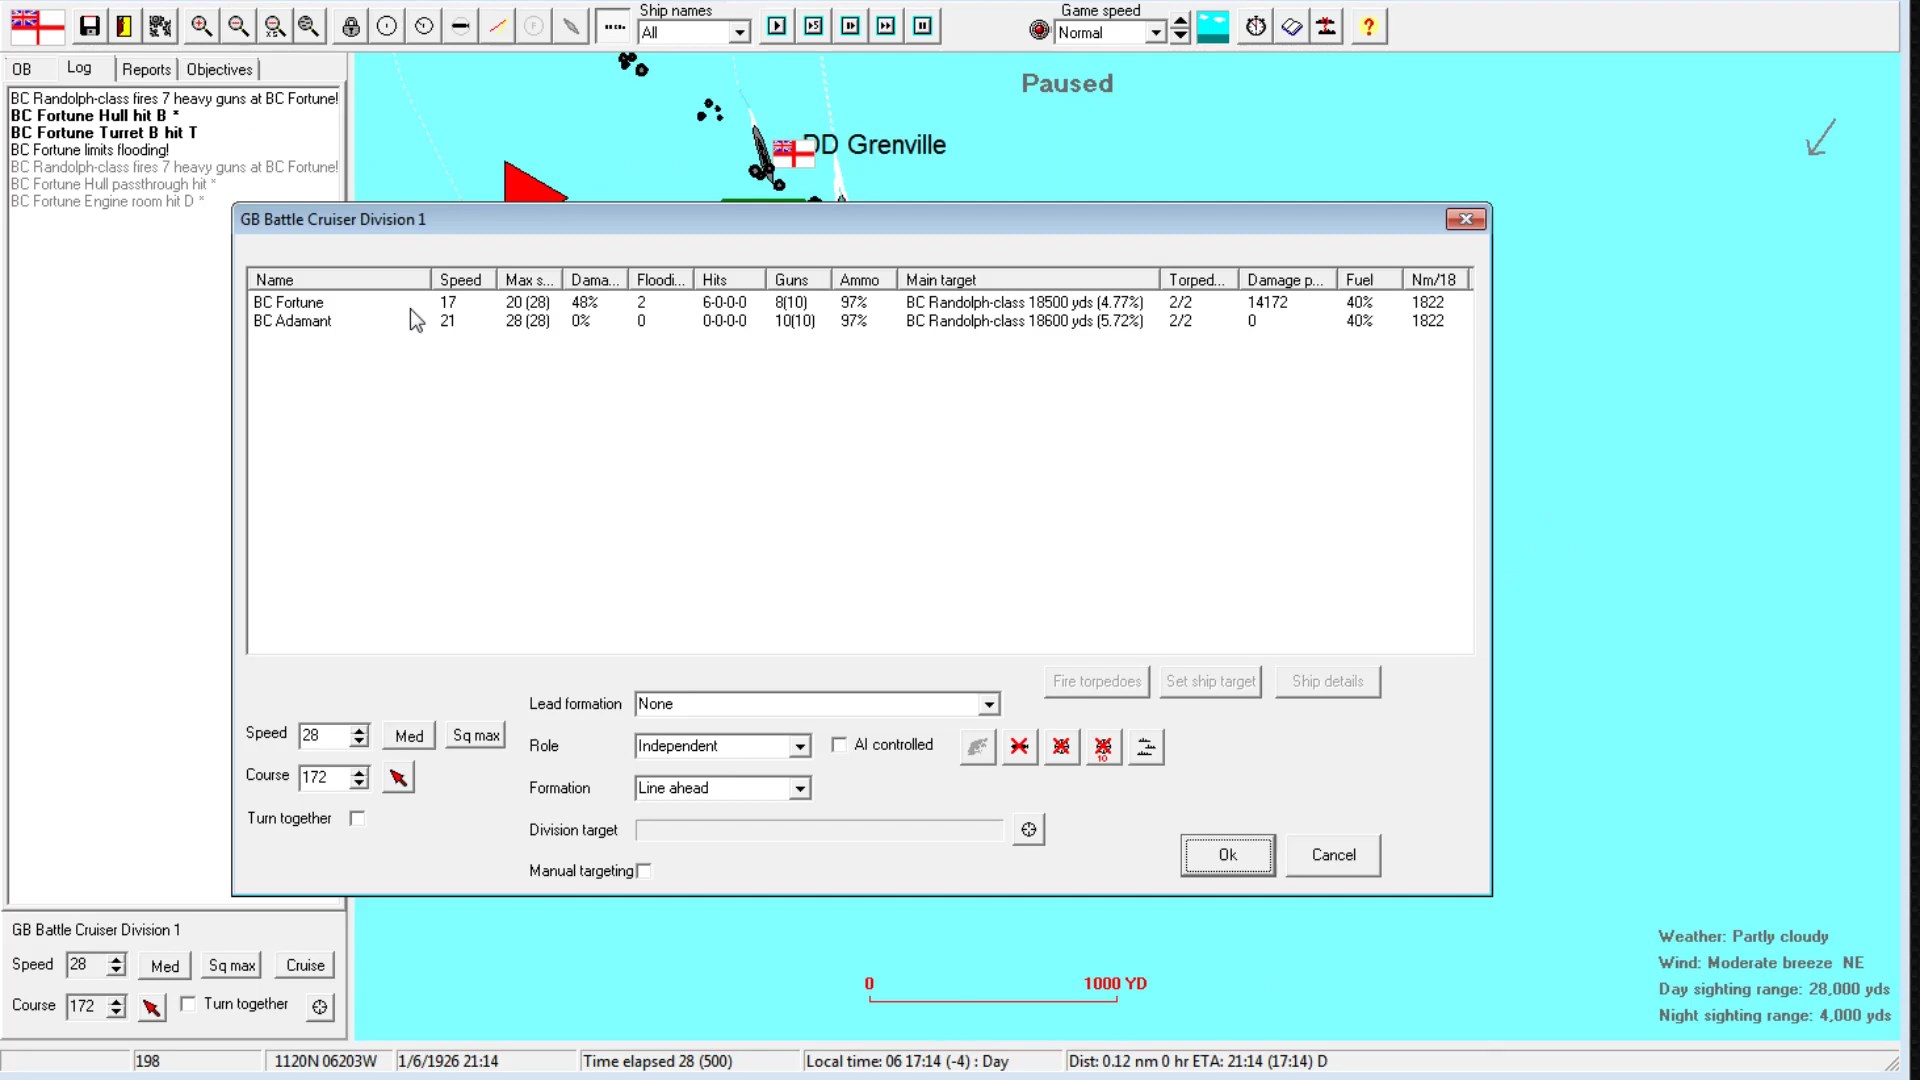 Ship names
All
Game speed
Normal
OB
Log
Reports
Objectives
Paused
BC Randolph-class fires 7 heavy guns at BC Fortune!
BC Fortune Hull hit B *
BC Fortune Turret B hit T
BC Fortune limits flooding!
BC Randolph-class fires 7 heavy guns at BC Fortune!
BC Fortune Hull passthrough hit *
BC Fortune Engine room hit D *
DD Grenville
GB Battle Cruiser Division 1
Name Speed Max s... Dama... Floodi... Hits Guns Ammo Main target Torped... Damage p... Fuel Nm/18
BC Fortune 17 20 (28) 48% 2 6-0-0-0 8(10) 97% BC Randolph-class 18500 yds (4.77%) 2/2 14172 40% 1822
BC Adamant 21 28 (28) 0% 0 0-0-0-0 10(10) 97% BC Randolph-class 18600 yds (5.72%) 2/2 0 40% 1822
Fire torpedoes
Set ship target
Ship details
Lead formation None
Speed 28 Med Sq max
Role Independent
AI controlled
10
Course 172
Formation Line ahead
Turn together
Division target
Manual targeting
Ok
Cancel
GB Battle Cruiser Division 1
Speed 28 Med Sq max Cruise
Course 172 Turn together
0 1000 YD
Weather: Partly cloudy
Wind: Moderate breeze NE
Day sighting range: 28,000 yds
Night sighting range: 4,000 yds
198
1120N 06203W
1/6/1926 21:14
Time elapsed 28 (500)
Local time: 06 17:14 (-4) : Day
Dist: 0.12 nm 0 hr ETA: 21:14 (17:14) D